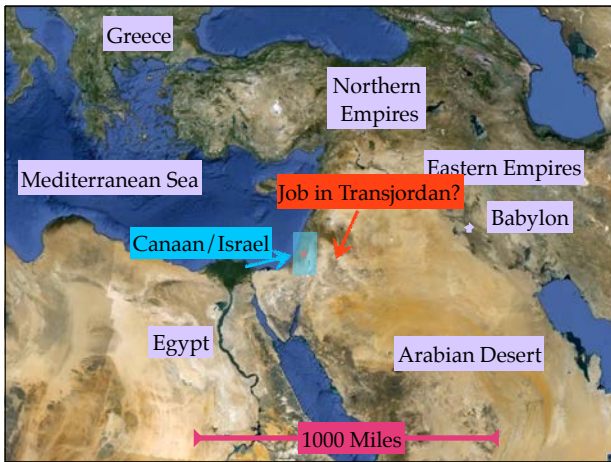 Greece
Northern
Empires
Eastern Empires
Mediterranean Sea
Job in Transjordan?
Babylon
Canaan/Israel
Egypt
Arabian Desert
1000 Miles